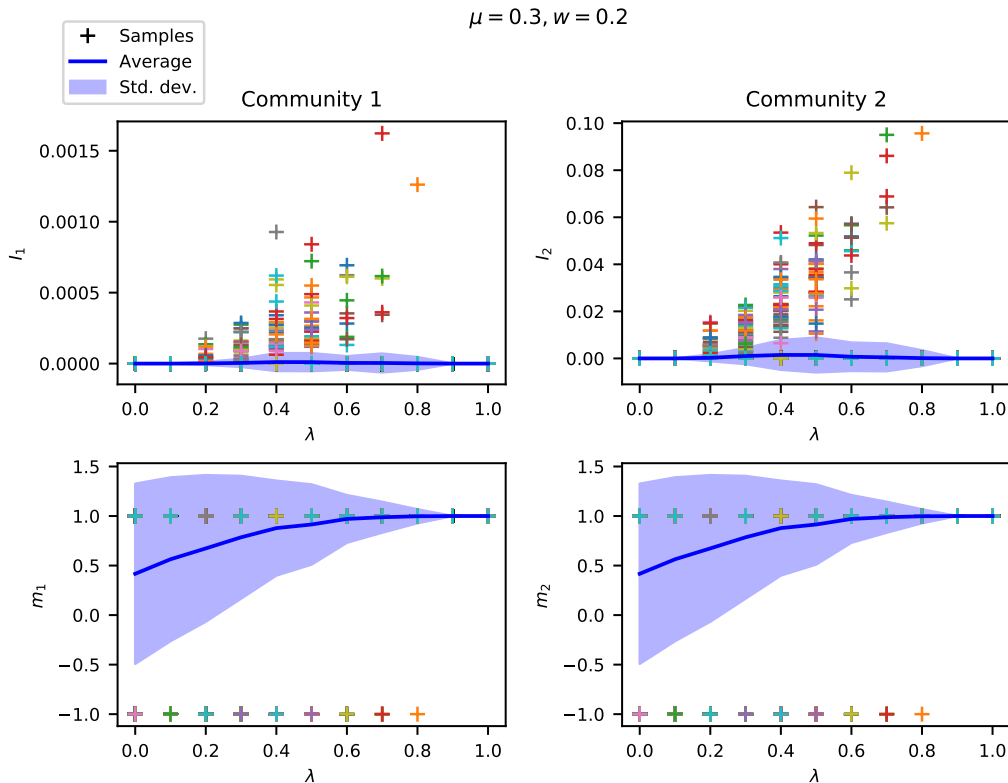 μ = 0.3, w = 0.2
Samples
Average
Std. dev.
Community 1
0.0015
0.0010
0.0005
0.0000
I₁
0.0 0.2 0.4 0.6 0.8 1.0
λ
Community 2
0.10
0.08
0.06
0.04
0.02
0.00
I₂
0.0 0.2 0.4 0.6 0.8 1.0
λ
1.5
1.0
0.5
0.0
−0.5
−1.0
m₁
0.0 0.2 0.4 0.6 0.8 1.0
λ
1.5
1.0
0.5
0.0
−0.5
−1.0
m₂
0.0 0.2 0.4 0.6 0.8 1.0
λ